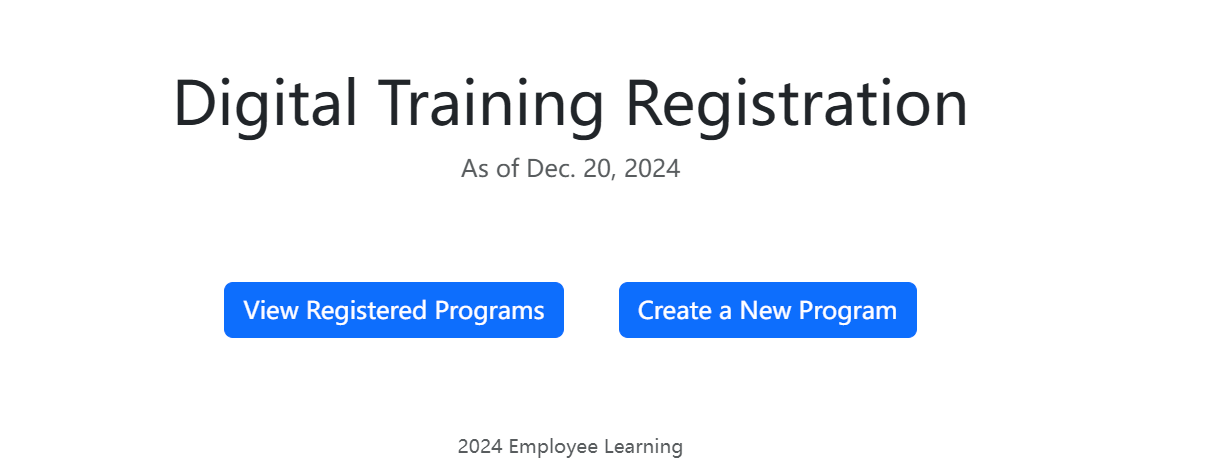 Digital Training Registration
As of Dec. 20, 2024
View Registered Programs
Create a New Program
2024 Employee Learning